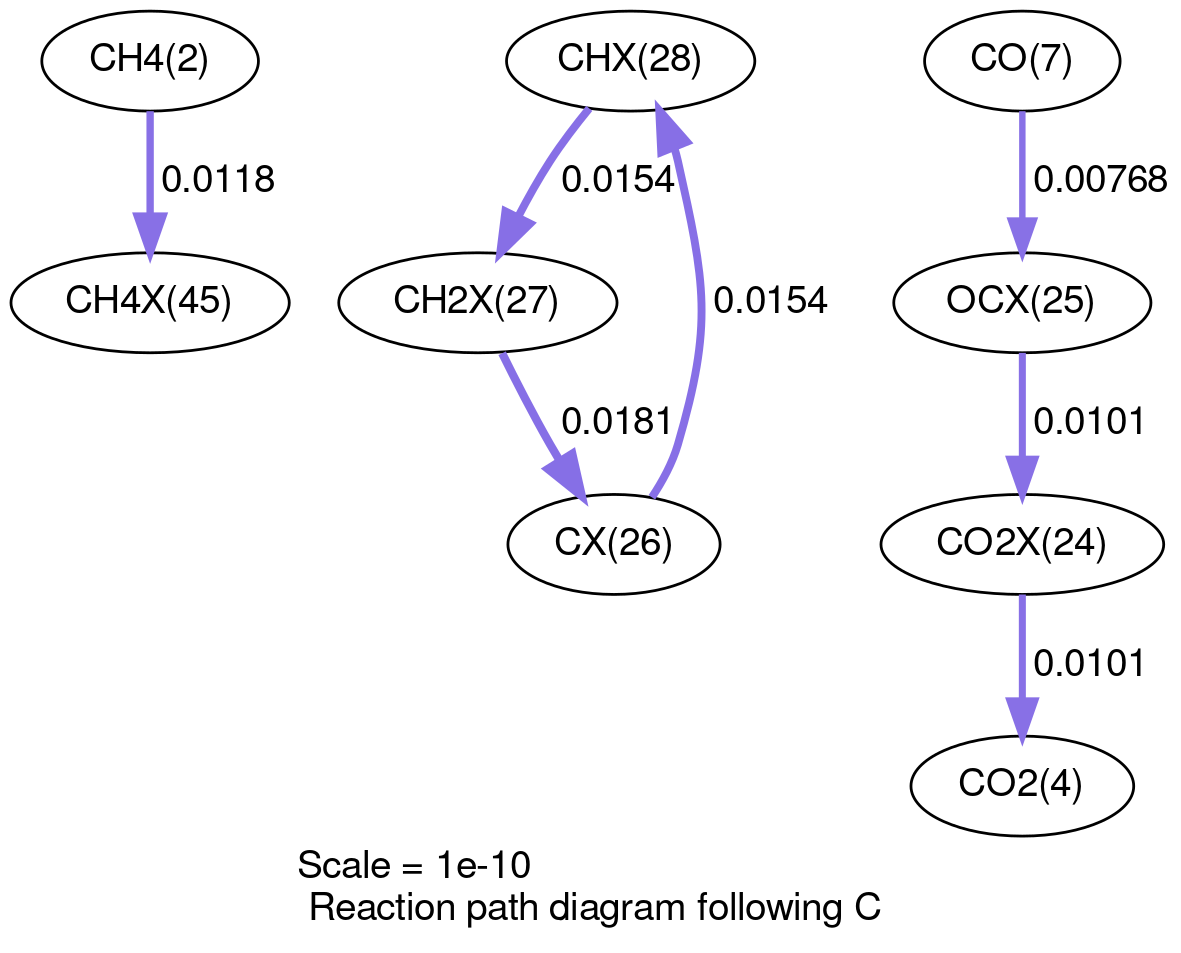 CH4(2)
CHX(28)
CO(7)
0.0118
0.0154
0.00768
CH4X(45)
CH2X(27)
0.0154
OCX(25)
0.0181
0.0101
CX(26)
CO2X(24)
0.0101
CO2(4)
Scale = 1e-10
Reaction path diagram following C